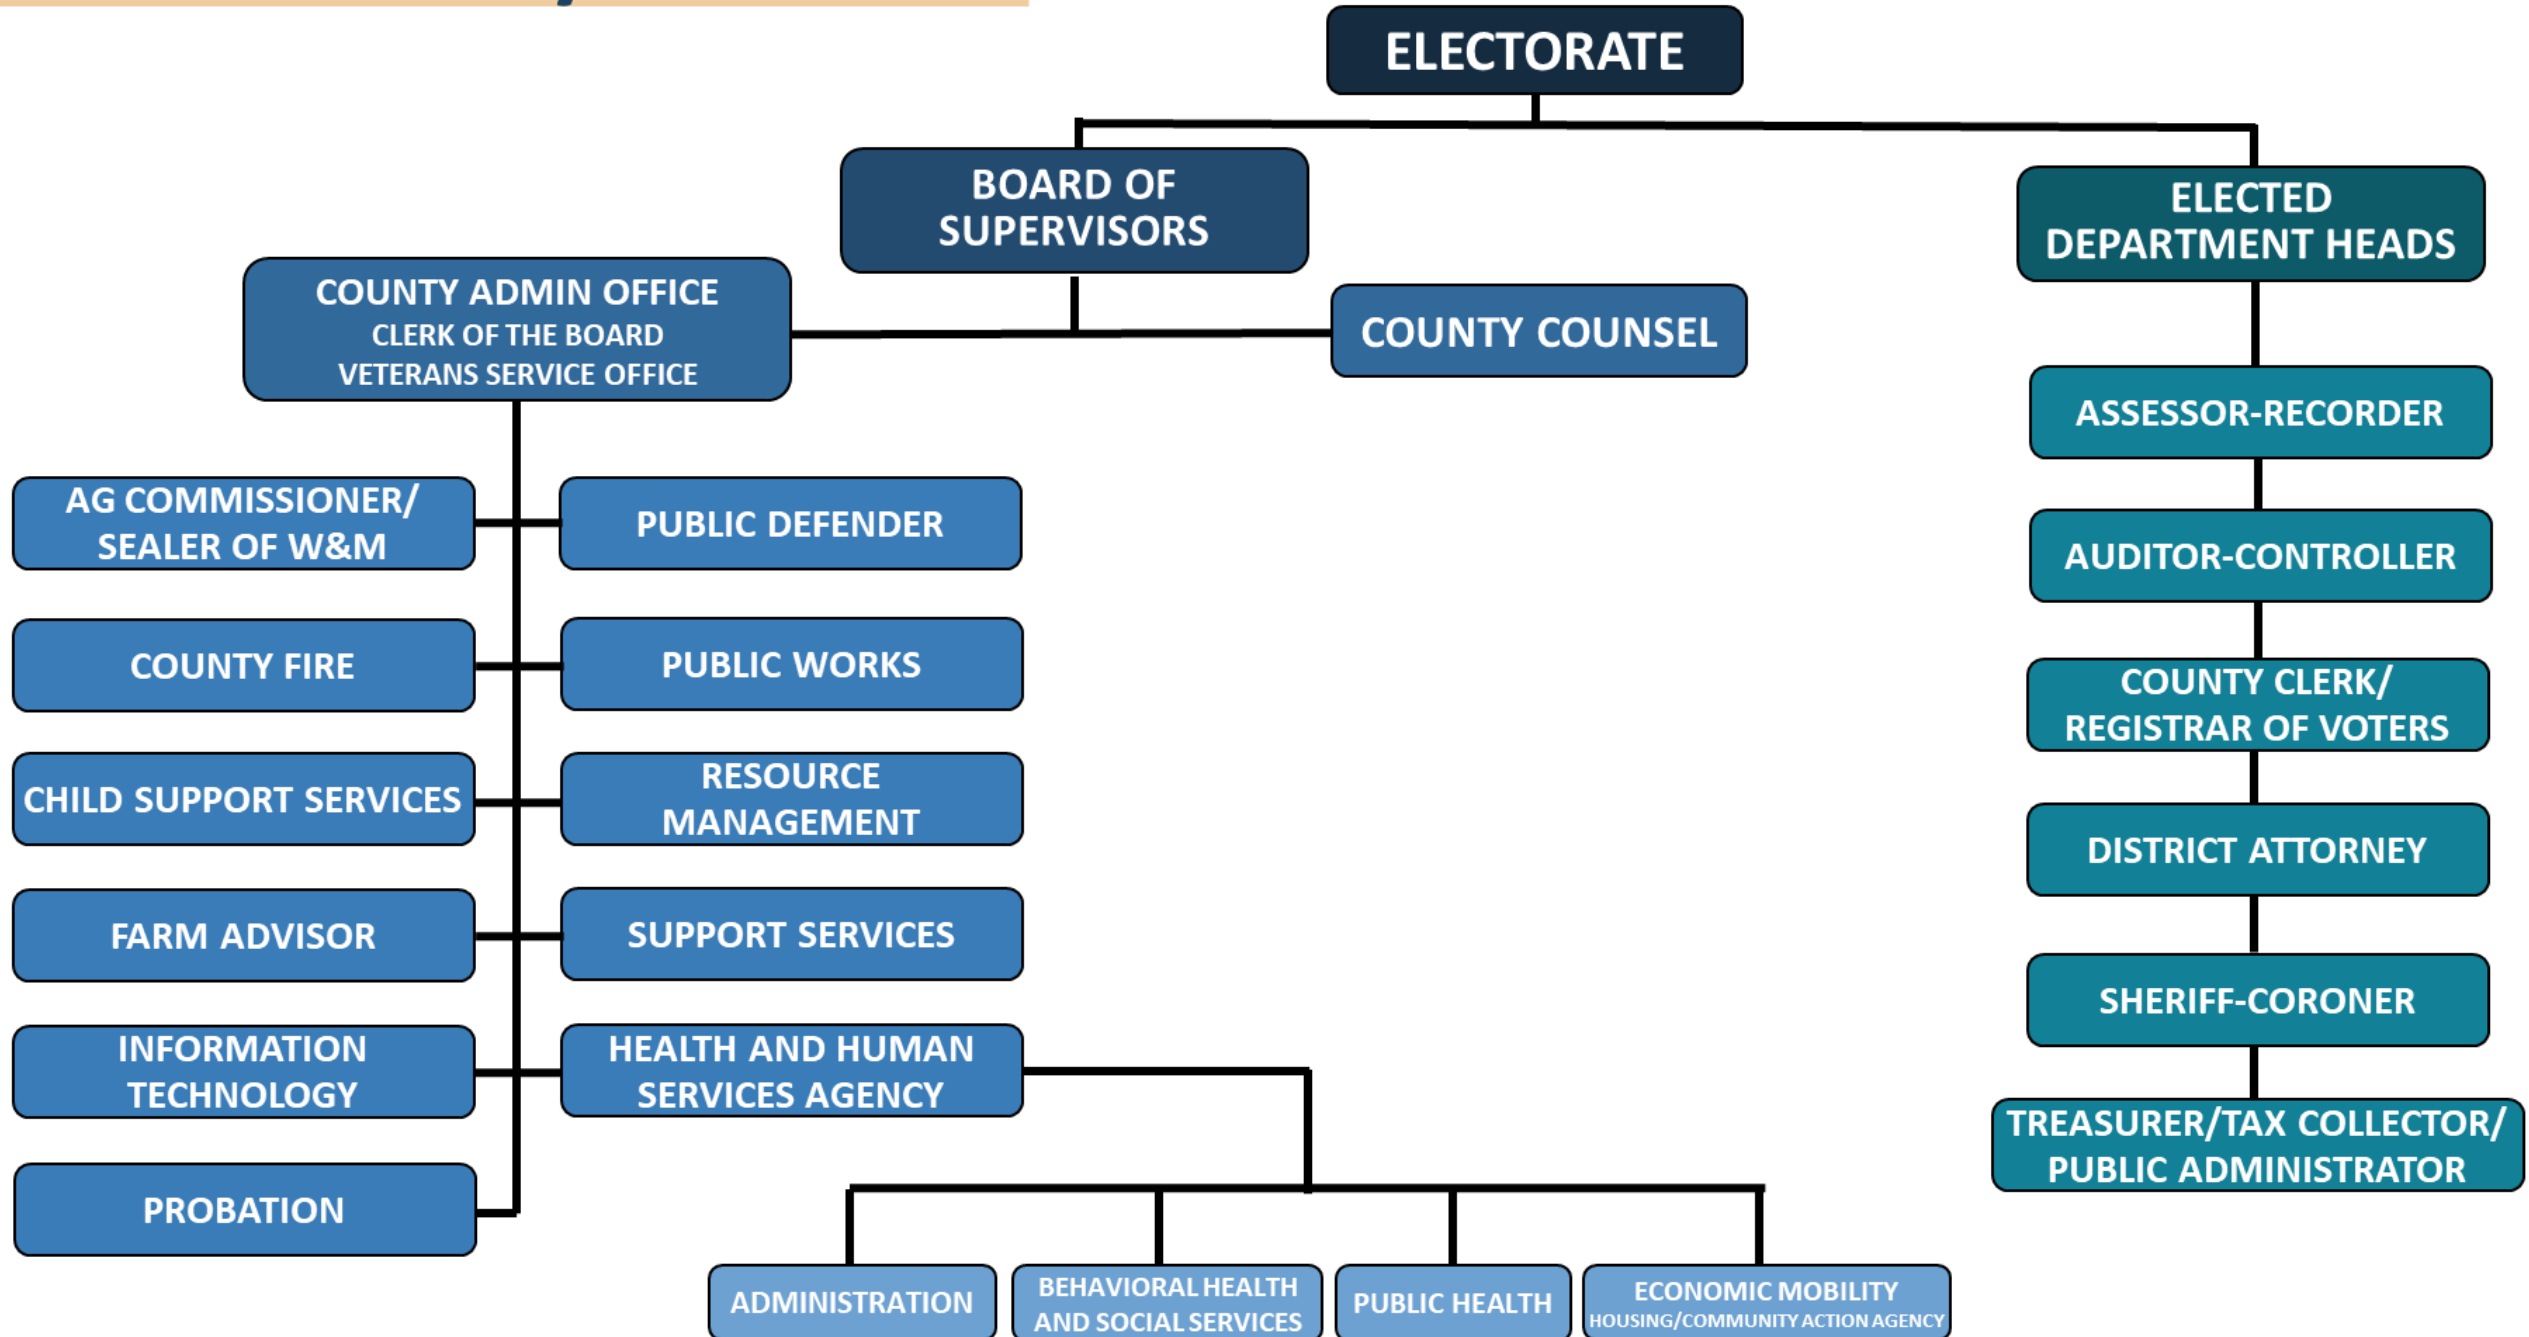 ELECTORATE
BOARD OF
SUPERVISORS
ELECTED
DEPARTMENT HEADS
COUNTY ADMIN OFFICE
CLERK OF THE BOARD
VETERANS SERVICE OFFICE
COUNTY COUNSEL
AG COMMISSIONER/
SEALER OF W&M
PUBLIC DEFENDER
COUNTY FIRE
PUBLIC WORKS
CHILD SUPPORT SERVICES
RESOURCE
MANAGEMENT
FARM ADVISOR
SUPPORT SERVICES
INFORMATION
TECHNOLOGY
HEALTH AND HUMAN
SERVICES AGENCY
PROBATION
ADMINISTRATION
BEHAVIORAL HEALTH
AND SOCIAL SERVICES
PUBLIC HEALTH
ECONOMIC MOBILITY
HOUSING/COMMUNITY ACTION AGENCY
ASSESSOR-RECORDER
AUDITOR-CONTROLLER
COUNTY CLERK/
REGISTRAR OF VOTERS
DISTRICT ATTORNEY
SHERIFF-CORONER
TREASURER/TAX COLLECTOR/
PUBLIC ADMINISTRATOR